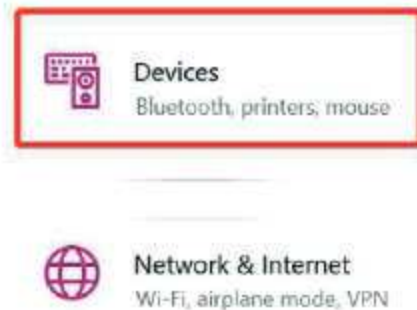 Devices
Bluetooth, printers, mouse
Network & Internet
Wi-Fi, airplane mode, VPN